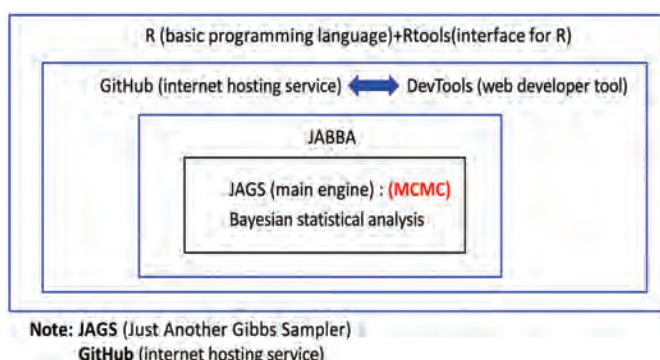 R (basic programming language)+Rtools(interface for R)
GitHub (internet hosting service) DevTools (web developer tool)
JABBA
JAGS (main engine) : (MCMC)
Bayesian statistical analysis
Note: JAGS (Just Another Gibbs Sampler)
GitHub (internet hosting service)